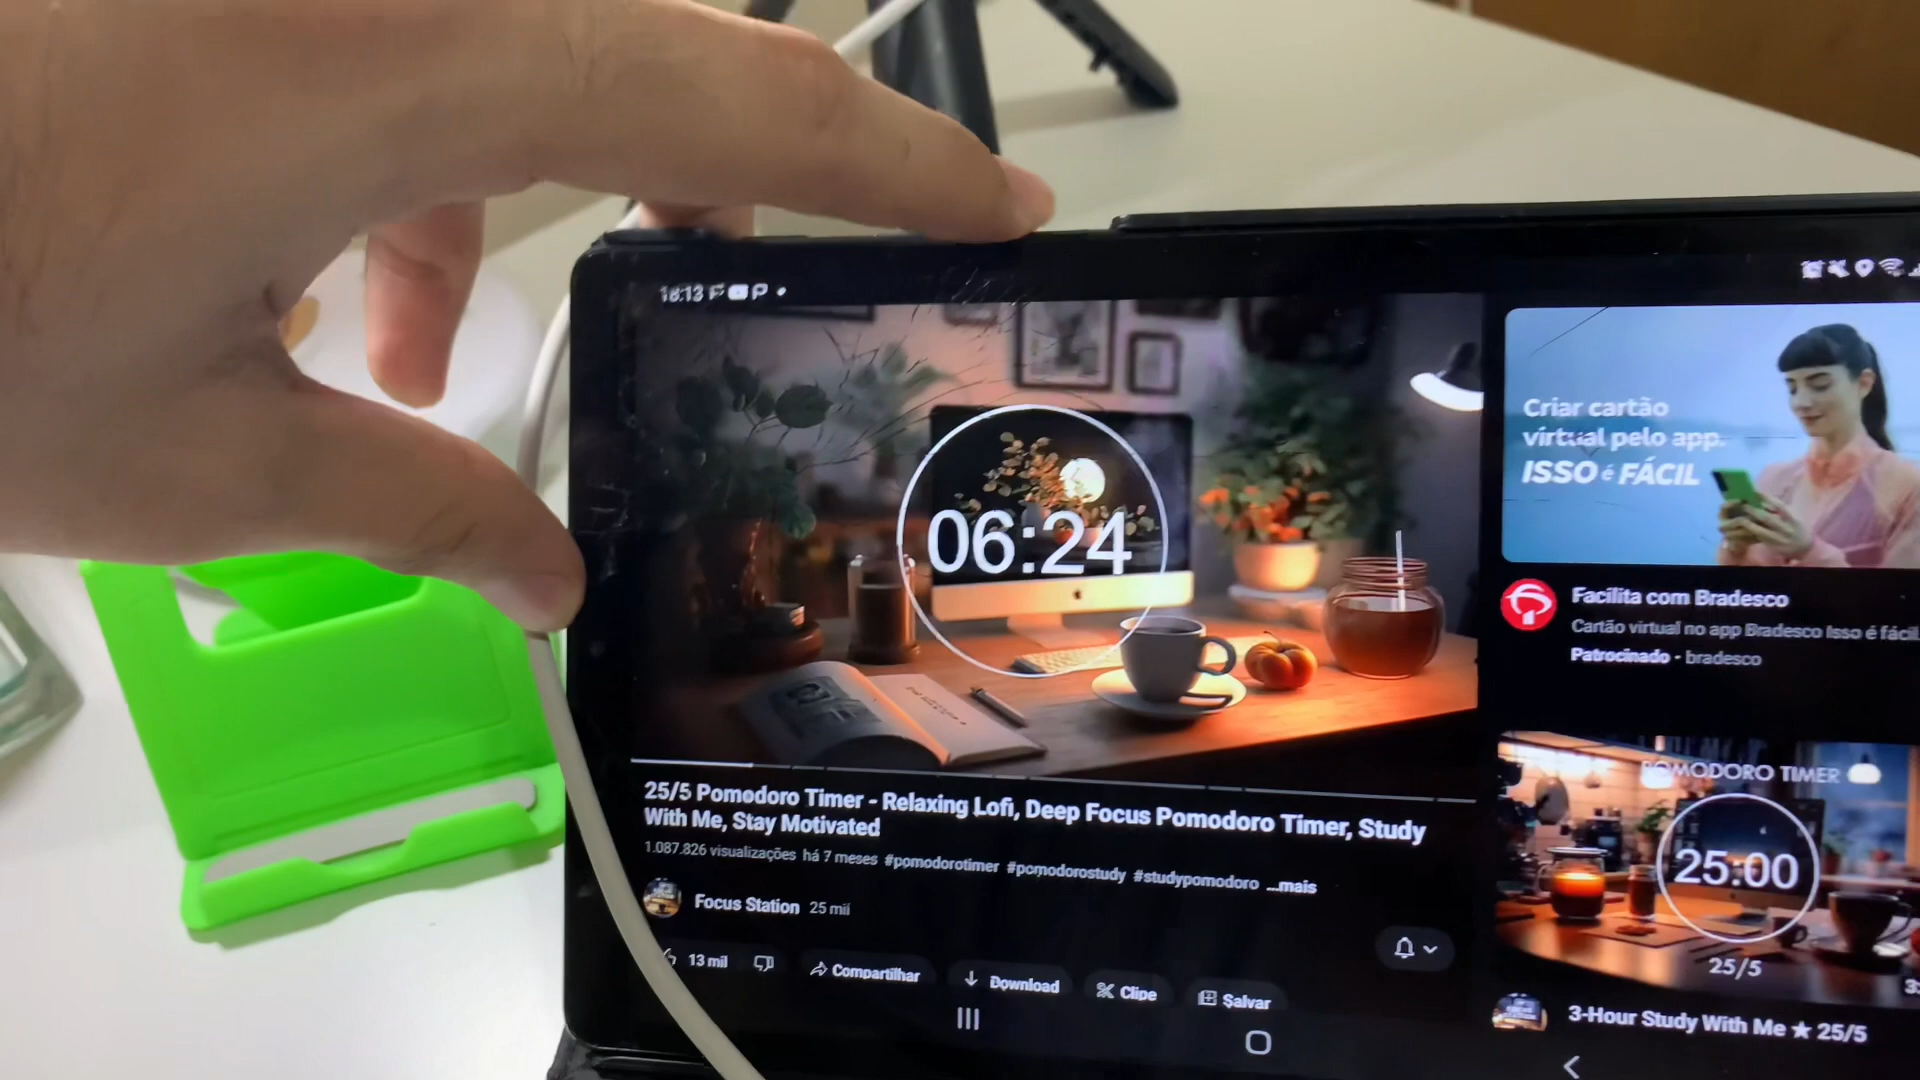 18:13
06:24
25/5 Pomodoro Timer - Relaxing Lofi, Deep Focus Pomodoro Timer, Study
With Me, Stay Motivated
1.087.826 visualizações há 7 meses #pomodorotimer #pomodorostudy #studypomodoro ...mais
Focus Station 25 mil
13 mil
Compartilhar
Download
Clipe
Salvar
Criar cartão
virtual pelo app.
ISSO é FÁCIL
Facilita com Bradesco
Cartão virtual no app Bradesco Isso é fácil.
Patrocinado · bradesco
POMODORO TIMER
25:00
25/5
3-Hour Study With Me ★ 25/5